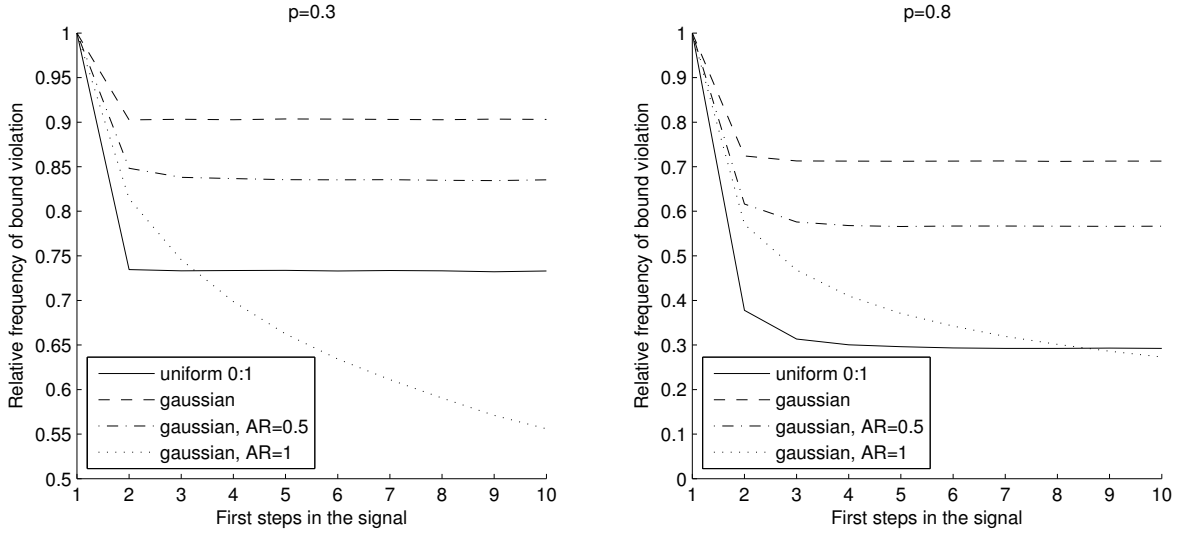 p=0.3
Relative frequency of bound violation
1
0.95
0.9
0.85
0.8
0.75
0.7
0.65
0.6
0.55
0.5
uniform 0:1
gaussian
gaussian, AR=0.5
gaussian, AR=1
1 2 3 4 5 6 7 8 9 10
First steps in the signal
p=0.8
Relative frequency of bound violation
1
0.9
0.8
0.7
0.6
0.5
0.4
0.3
0.2
0.1
0
uniform 0:1
gaussian
gaussian, AR=0.5
gaussian, AR=1
1 2 3 4 5 6 7 8 9 10
First steps in the signal